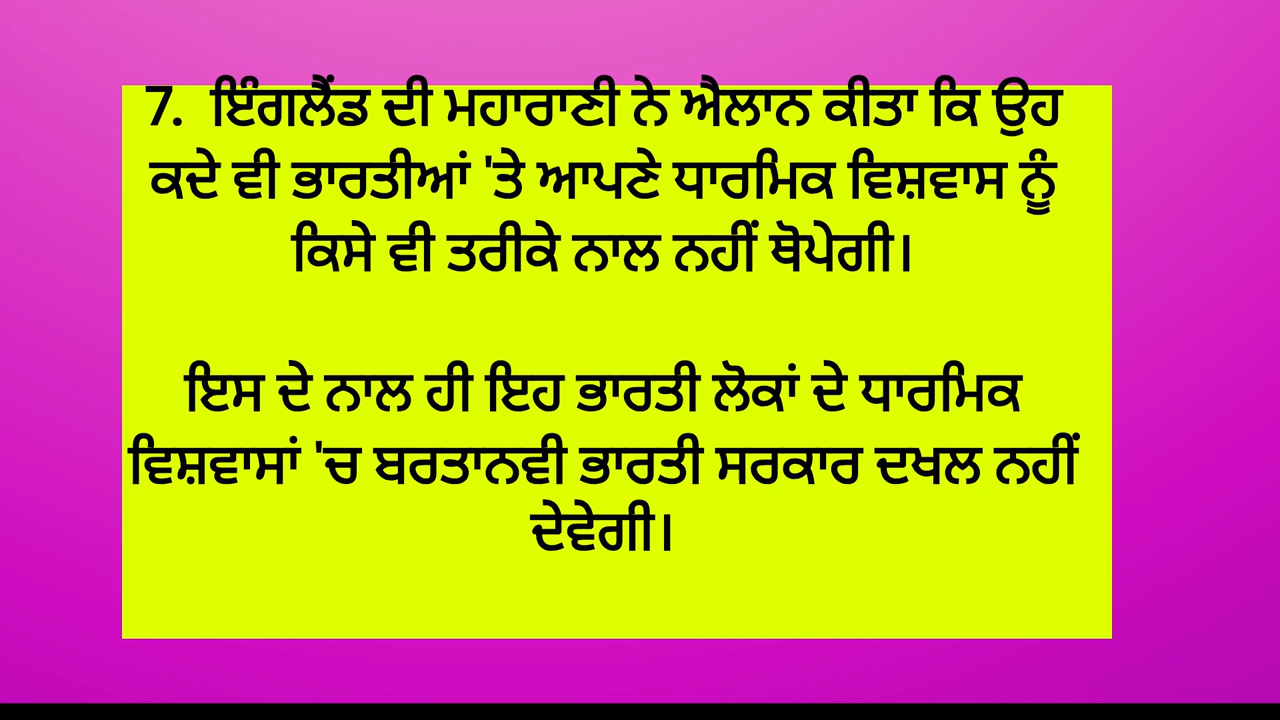 7.  ਇੰਗਲੈਂਡ ਦੀ ਮਹਾਰਾਣੀ ਨੇ ਐਲਾਨ ਕੀਤਾ ਕਿ ਉਹ
ਕਦੇ ਵੀ ਭਾਰਤੀਆਂ 'ਤੇ ਆਪਣੇ ਧਾਰਮਿਕ ਵਿਸ਼ਵਾਸ ਨੂੰ
ਕਿਸੇ ਵੀ ਤਰੀਕੇ ਨਾਲ ਨਹੀਂ ਥੋਪੇਗੀ।
ਇਸ ਦੇ ਨਾਲ ਹੀ ਇਹ ਭਾਰਤੀ ਲੋਕਾਂ ਦੇ ਧਾਰਮਿਕ
ਵਿਸ਼ਵਾਸਾਂ 'ਚ ਬਰਤਾਨਵੀ ਭਾਰਤੀ ਸਰਕਾਰ ਦਖਲ ਨਹੀਂ
ਦੇਵੇਗੀ।